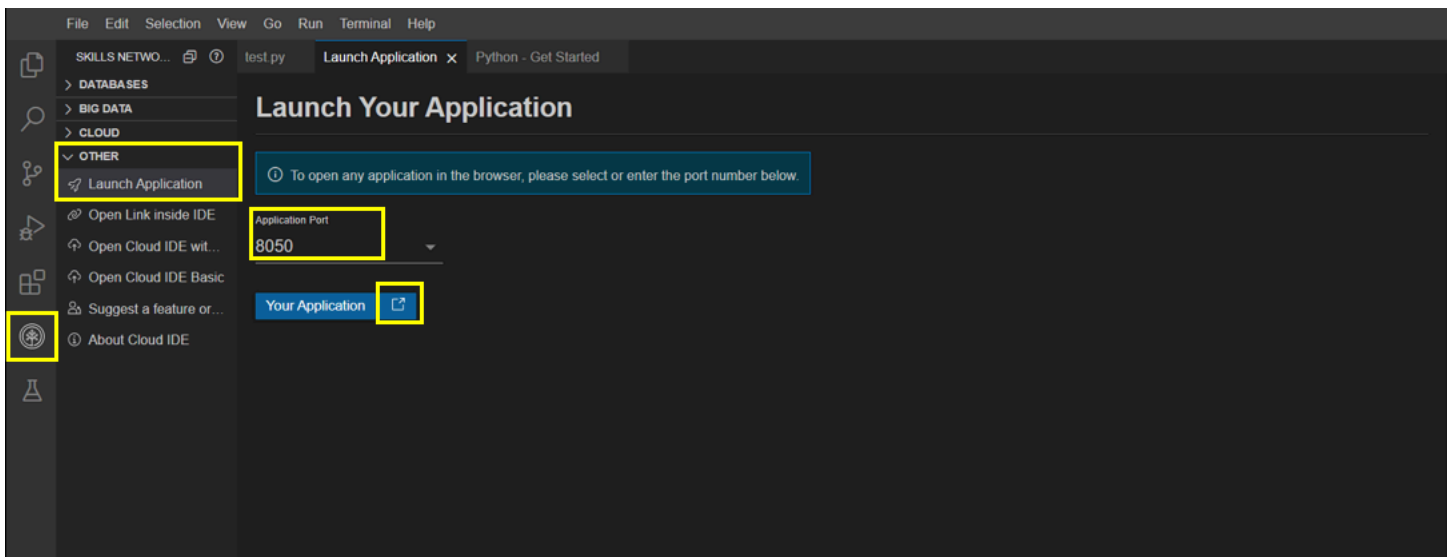 File Edit Selection View Go Run Terminal Help
SKILLS NETWO...
test.py Launch Application Python - Get Started
DATABASES
BIG DATA
CLOUD
OTHER
Launch Application
Open Link inside IDE
Open Cloud IDE wit...
Open Cloud IDE Basic
Suggest a feature or...
About Cloud IDE
Launch Your Application
To open any application in the browser, please select or enter the port number below.
Application Port
8050
Your Application